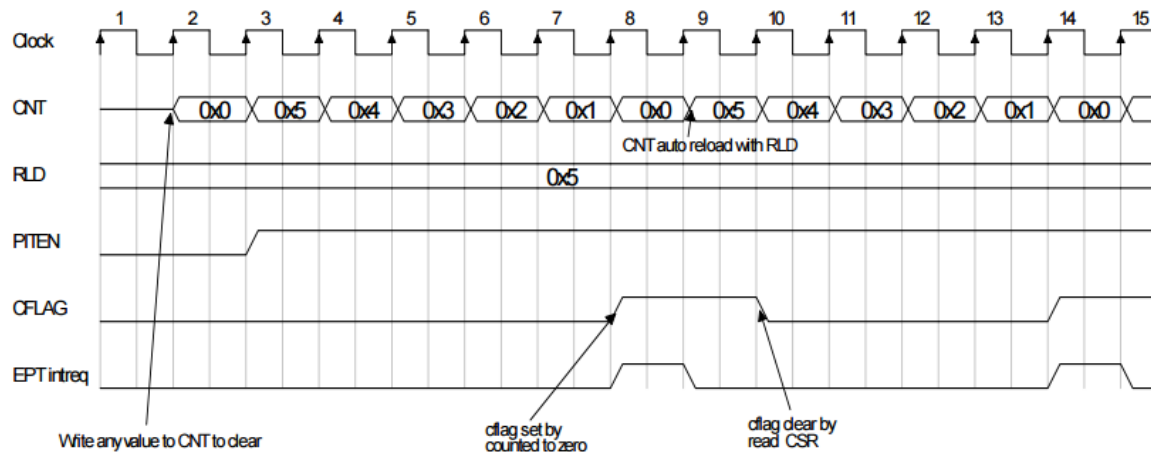 1 2 3 4 5 6 7 8 9 10 11 12 13 14 15
Clock
CNT 0x0 0x5 0x4 0x3 0x2 0x1 0x0 0x5 0x4 0x3 0x2 0x1 0x0
CNT auto reload with RLD
RLD 0x5
PITEN
CFLAG
EPT intreq
Write any value to CNT to clear
cflag set by
counted to zero
cflag clear by
read CSR